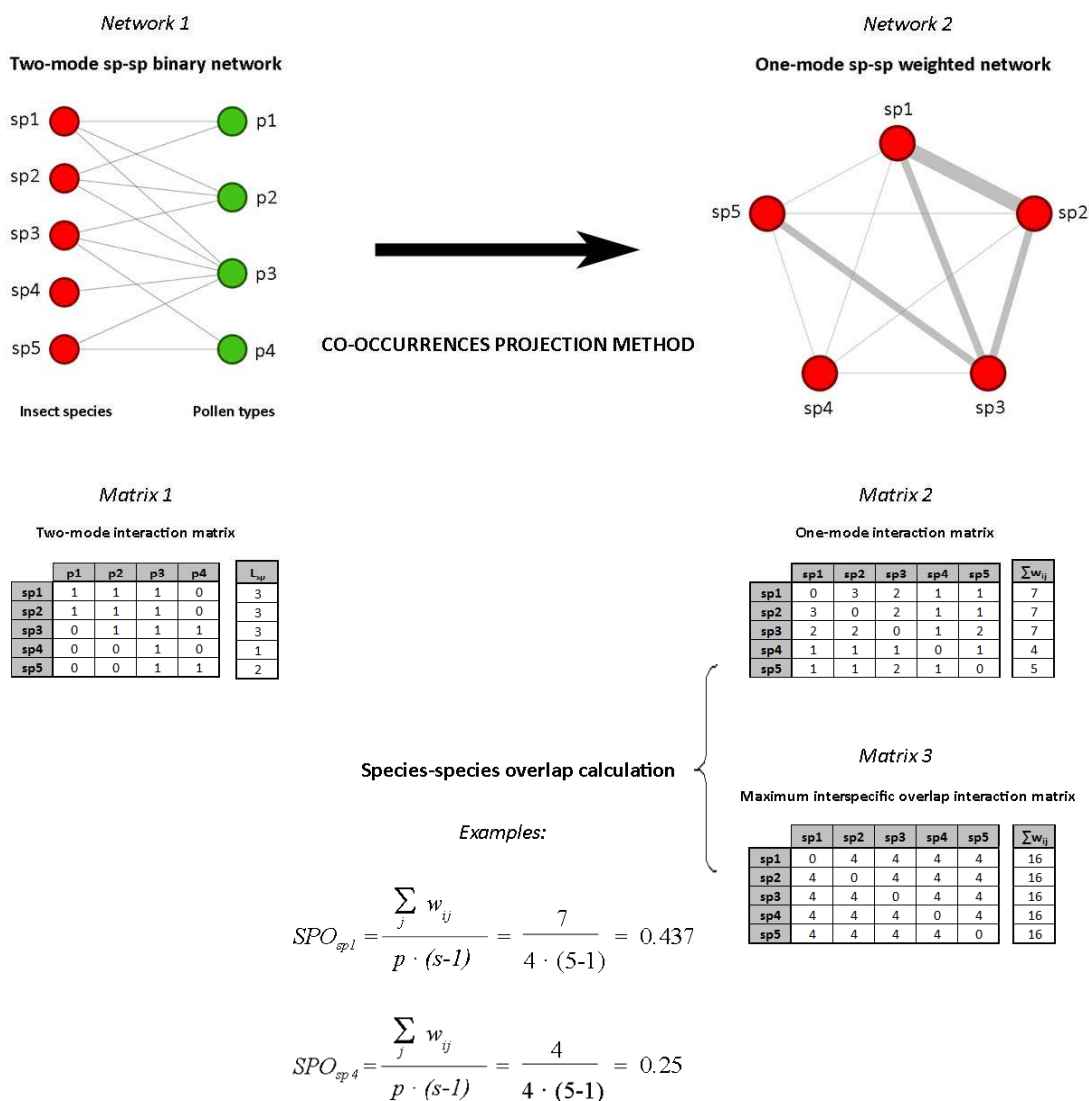 Network 1
Two-mode sp-sp binary network
sp1
sp2
sp3
sp4
sp5
p1
p2
p3
p4
Insect species
Pollen types
CO-OCCURRENCES PROJECTION METHOD
Network 2
One-mode sp-sp weighted network
sp1
sp5
sp2
sp4
sp3
Matrix 1
Two-mode interaction matrix
p1 p2 p3 p4 L_sp
sp1 1 1 1 0 3
sp2 1 1 1 0 3
sp3 0 1 1 1 3
sp4 0 0 1 0 1
sp5 0 0 1 1 2
Matrix 2
One-mode interaction matrix
sp1 sp2 sp3 sp4 sp5 ∑w_ij
sp1 0 3 2 1 1 7
sp2 3 0 2 1 1 7
sp3 2 2 0 1 2 7
sp4 1 1 1 0 1 4
sp5 1 1 2 1 0 5
Species-species overlap calculation
Matrix 3
Maximum interspecific overlap interaction matrix
sp1 sp2 sp3 sp4 sp5 ∑w_ij
sp1 0 4 4 4 4 16
sp2 4 0 4 4 4 16
sp3 4 4 0 4 4 16
sp4 4 4 4 0 4 16
sp5 4 4 4 4 0 16
Examples:
SPO_sp1 = ∑_j w_ij / p · (s-1) = 7 / 4 · (5-1) = 0.437
SPO_sp4 = ∑_j w_ij / p · (s-1) = 4 / 4 · (5-1) = 0.25